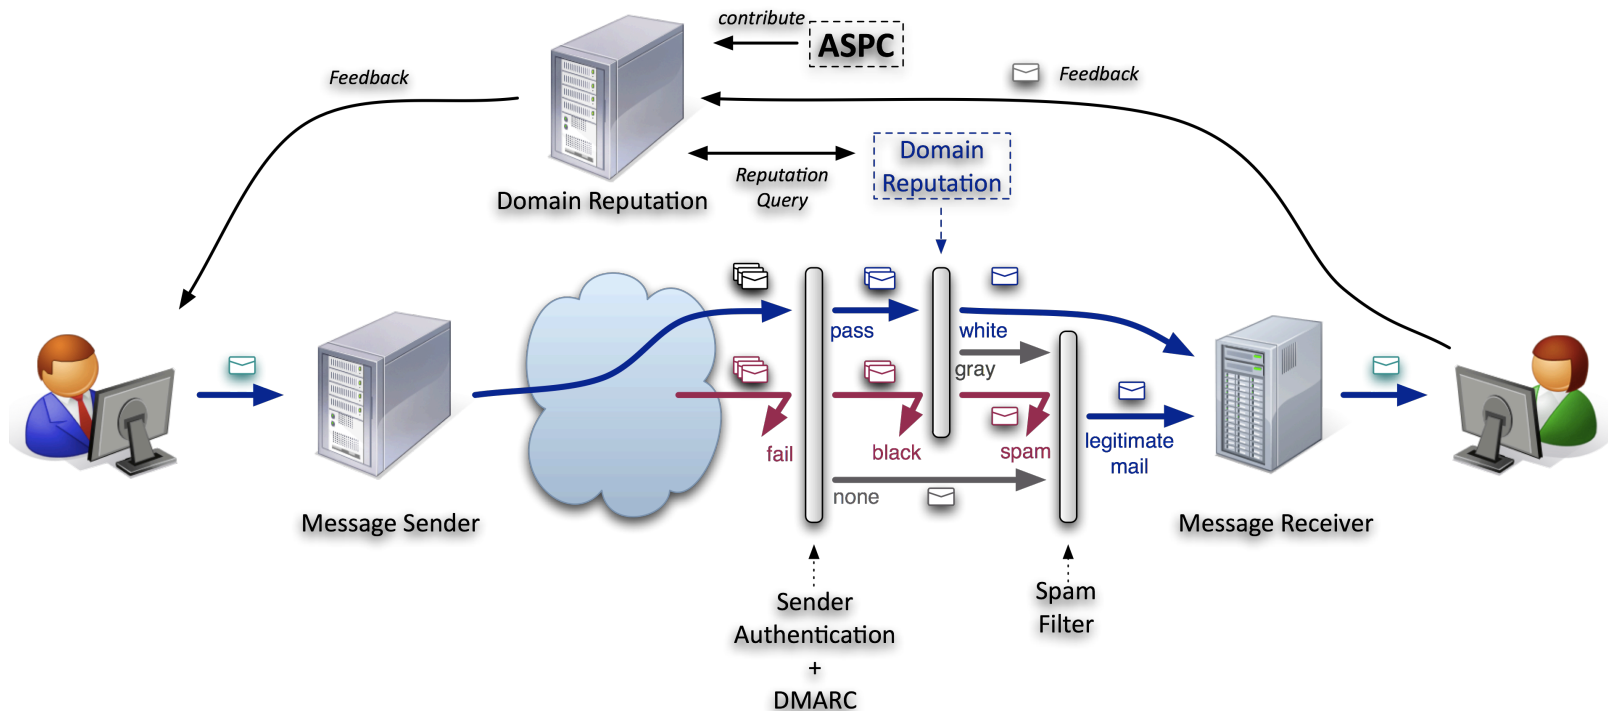 contribute
ASPC
Feedback
Feedback
Domain
Reputation
Reputation
Query
Domain Reputation
pass
white
gray
fail
black
spam
legitimate
mail
none
Message Sender
Message Receiver
Sender
Authentication
+
DMARC
Spam
Filter